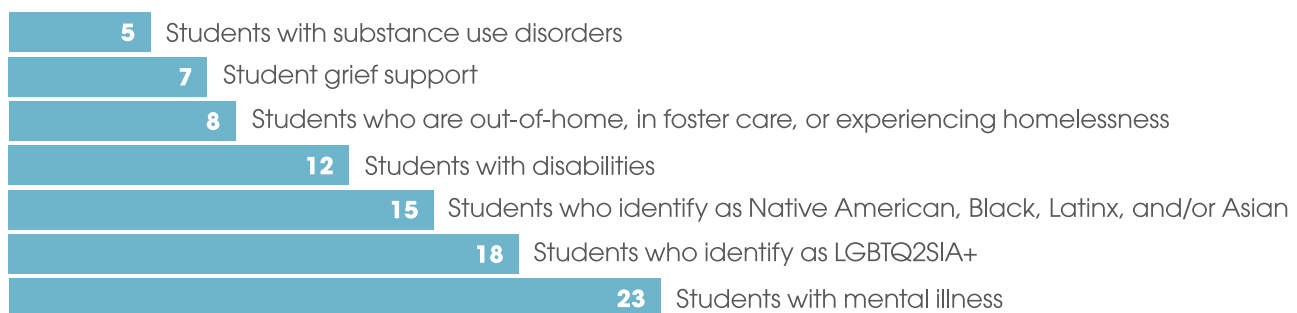 5 Students with substance use disorders
7 Student grief support
8 Students who are out-of-home, in foster care, or experiencing homelessness
12 Students with disabilities
15 Students who identify as Native American, Black, Latinx, and/or Asian
18 Students who identify as LGBTQ2SIA+
23 Students with mental illness